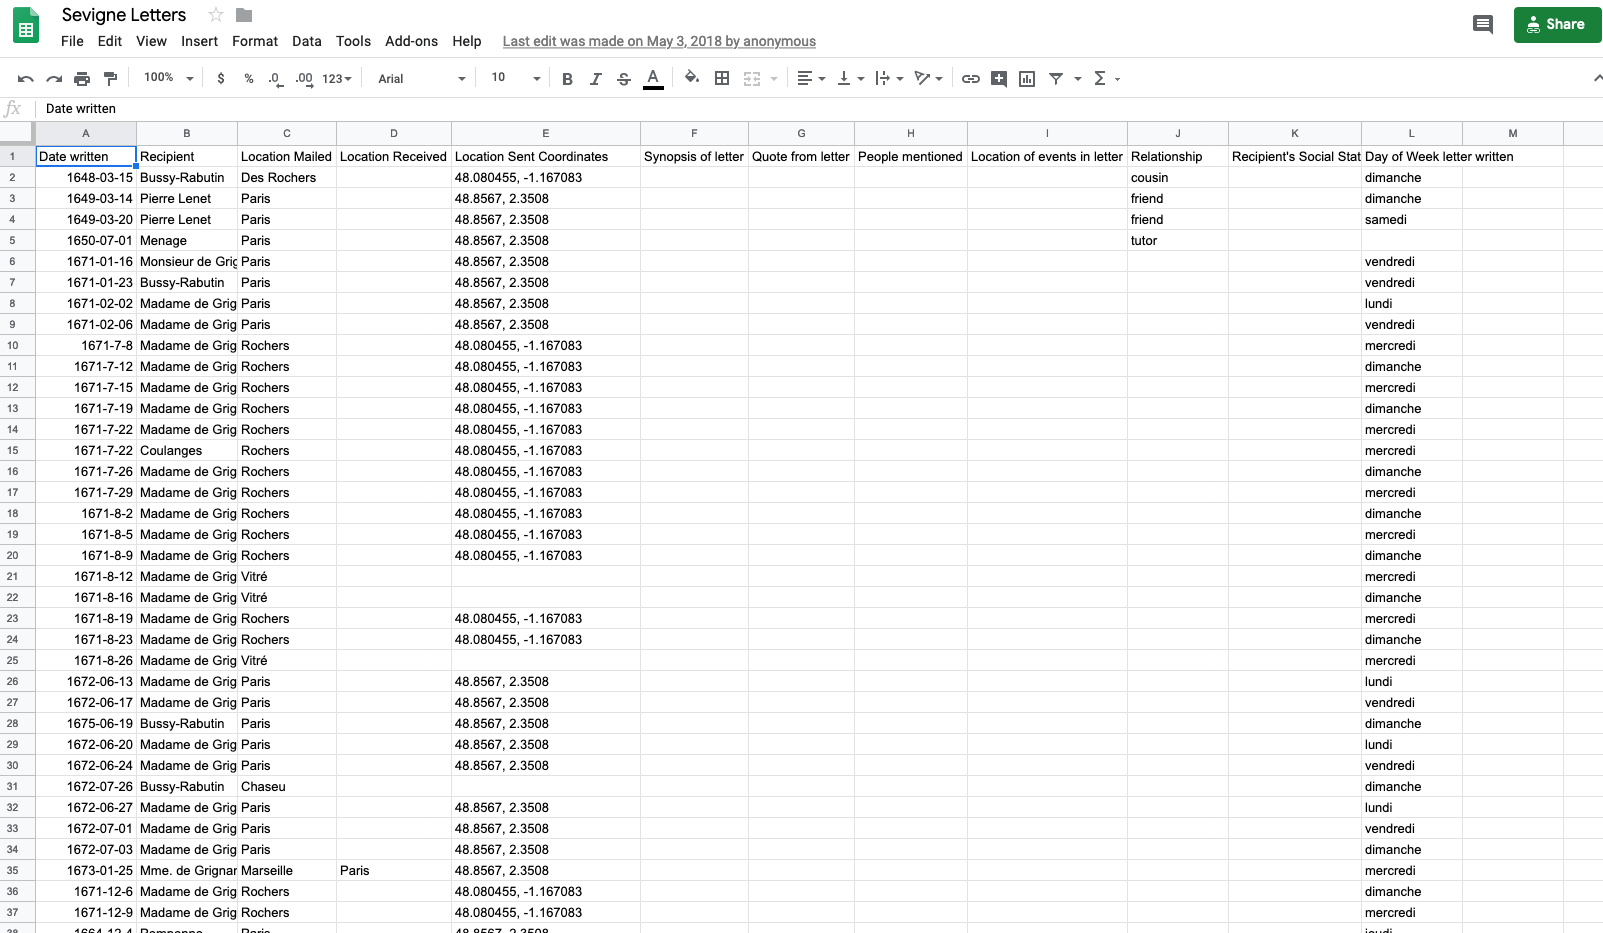 Sevigne Letters
File Edit View Insert Format Data Tools Add-ons Help Last edit was made on May 3, 2018 by anonymous
Share
100% $ % .0 .00 123 Arial 10 B I S A Σ
fx Date written
A B C D E F G H I J K L M
1 Date written Recipient Location Mailed Location Received Location Sent Coordinates Synopsis of letter Quote from letter People mentioned Location of events in letter Relationship Recipient's Social Stat Day of Week letter written
2 1648-03-15 Bussy-Rabutin Des Rochers 48.080455, -1.167083 cousin dimanche
3 1649-03-14 Pierre Lenet Paris 48.8567, 2.3508 friend dimanche
4 1649-03-20 Pierre Lenet Paris 48.8567, 2.3508 friend samedi
5 1650-07-01 Menage Paris 48.8567, 2.3508 tutor
6 1671-01-16 Monsieur de Grig Paris 48.8567, 2.3508 vendredi
7 1671-01-23 Bussy-Rabutin Paris 48.8567, 2.3508 vendredi
8 1671-02-02 Madame de Grig Paris 48.8567, 2.3508 lundi
9 1671-02-06 Madame de Grig Paris 48.8567, 2.3508 vendredi
10 1671-7-8 Madame de Grig Rochers 48.080455, -1.167083 mercredi
11 1671-7-12 Madame de Grig Rochers 48.080455, -1.167083 dimanche
12 1671-7-15 Madame de Grig Rochers 48.080455, -1.167083 mercredi
13 1671-7-19 Madame de Grig Rochers 48.080455, -1.167083 dimanche
14 1671-7-22 Madame de Grig Rochers 48.080455, -1.167083 mercredi
15 1671-7-22 Coulanges Rochers 48.080455, -1.167083 mercredi
16 1671-7-26 Madame de Grig Rochers 48.080455, -1.167083 dimanche
17 1671-7-29 Madame de Grig Rochers 48.080455, -1.167083 mercredi
18 1671-8-2 Madame de Grig Rochers 48.080455, -1.167083 dimanche
19 1671-8-5 Madame de Grig Rochers 48.080455, -1.167083 mercredi
20 1671-8-9 Madame de Grig Rochers 48.080455, -1.167083 dimanche
21 1671-8-12 Madame de Grig Vitré mercredi
22 1671-8-16 Madame de Grig Vitré dimanche
23 1671-8-19 Madame de Grig Rochers 48.080455, -1.167083 mercredi
24 1671-8-23 Madame de Grig Rochers 48.080455, -1.167083 dimanche
25 1671-8-26 Madame de Grig Vitré mercredi
26 1672-06-13 Madame de Grig Paris 48.8567, 2.3508 lundi
27 1672-06-17 Madame de Grig Paris 48.8567, 2.3508 vendredi
28 1675-06-19 Bussy-Rabutin Paris 48.8567, 2.3508 dimanche
29 1672-06-20 Madame de Grig Paris 48.8567, 2.3508 lundi
30 1672-06-24 Madame de Grig Paris 48.8567, 2.3508 vendredi
31 1672-07-26 Bussy-Rabutin Chaseu dimanche
32 1672-06-27 Madame de Grig Paris 48.8567, 2.3508 lundi
33 1672-07-01 Madame de Grig Paris 48.8567, 2.3508 vendredi
34 1672-07-03 Madame de Grig Paris 48.8567, 2.3508 dimanche
35 1673-01-25 Mme. de Grignar Marseille Paris 48.8567, 2.3508 mercredi
36 1671-12-6 Madame de Grig Rochers 48.080455, -1.167083 dimanche
37 1671-12-9 Madame de Grig Rochers 48.080455, -1.167083 mercredi
38 1664-12-4 Pomponne Paris 48.8567, 2.3508 jeudi